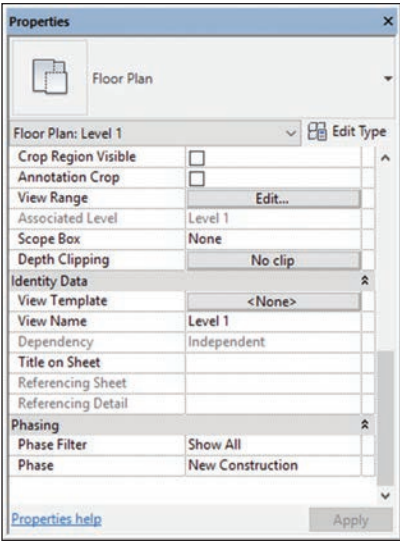 Properties
Floor Plan
Floor Plan: Level 1 Edit Type
Crop Region Visible
Annotation Crop
View Range Edit...
Associated Level Level 1
Scope Box None
Depth Clipping No clip
Identity Data
View Template <None>
View Name Level 1
Dependency Independent
Title on Sheet
Referencing Sheet
Referencing Detail
Phasing
Phase Filter Show All
Phase New Construction
Properties help Apply